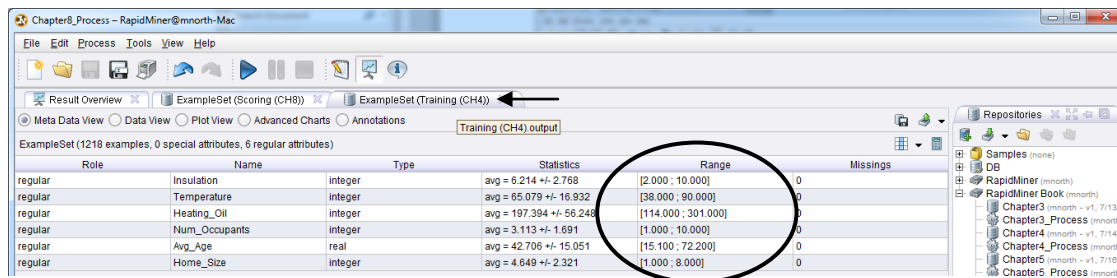 Chapter8_Process – RapidMiner@mnorth-Mac
File Edit Process Tools View Help
Result Overview ExampleSet (Scoring (CH8)) ExampleSet (Training (CH4))
Meta Data View Data View Plot View Advanced Charts Annotations
Training (CH4).output
ExampleSet (1218 examples, 0 special attributes, 6 regular attributes)
Role Name Type Statistics Range Missings
regular Insulation integer avg = 6.214 +/- 2.768 [2.000 ; 10.000] 0
regular Temperature integer avg = 65.079 +/- 16.932 [38.000 ; 90.000] 0
regular Heating_Oil integer avg = 197.394 +/- 56.248 [114.000 ; 301.000] 0
regular Num_Occupants integer avg = 3.113 +/- 1.691 [1.000 ; 10.000] 0
regular Avg_Age real avg = 42.706 +/- 15.051 [15.100 ; 72.200] 0
regular Home_Size integer avg = 4.649 +/- 2.321 [1.000 ; 8.000] 0
Repositories
Samples (none)
DB
RapidMiner (mnorth)
RapidMiner Book (mnorth)
Chapter3 (mnorth - v1, 7/13
Chapter3_Process (mnorth
Chapter4 (mnorth - v1, 7/14
Chapter4_Process (mnorth
Chapter5 (mnorth - v1, 7/16
Chapter5_Process (mnorth